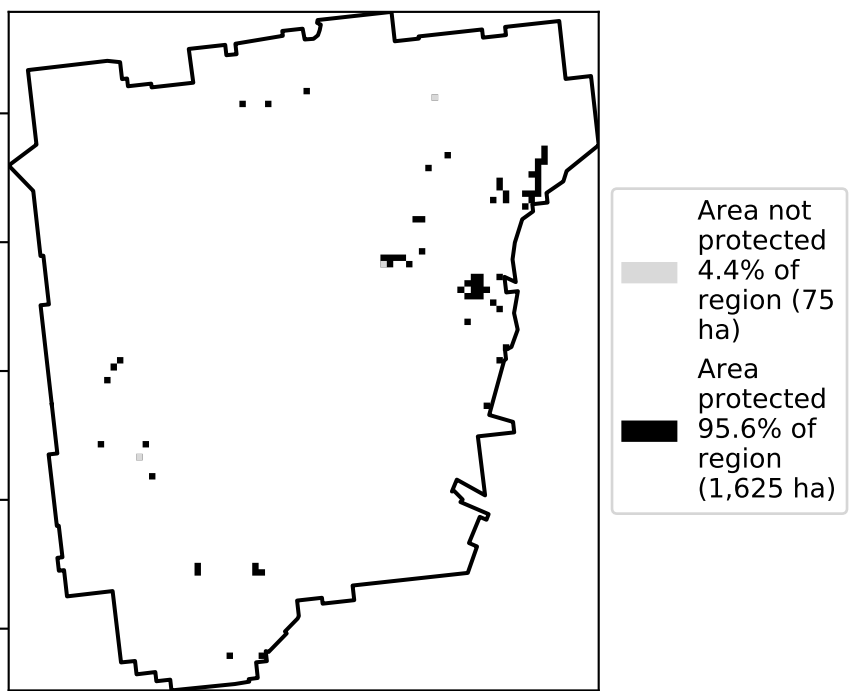 Area not
protected
4.4% of
region (75
ha)
Area
protected
95.6% of
region
(1,625 ha)